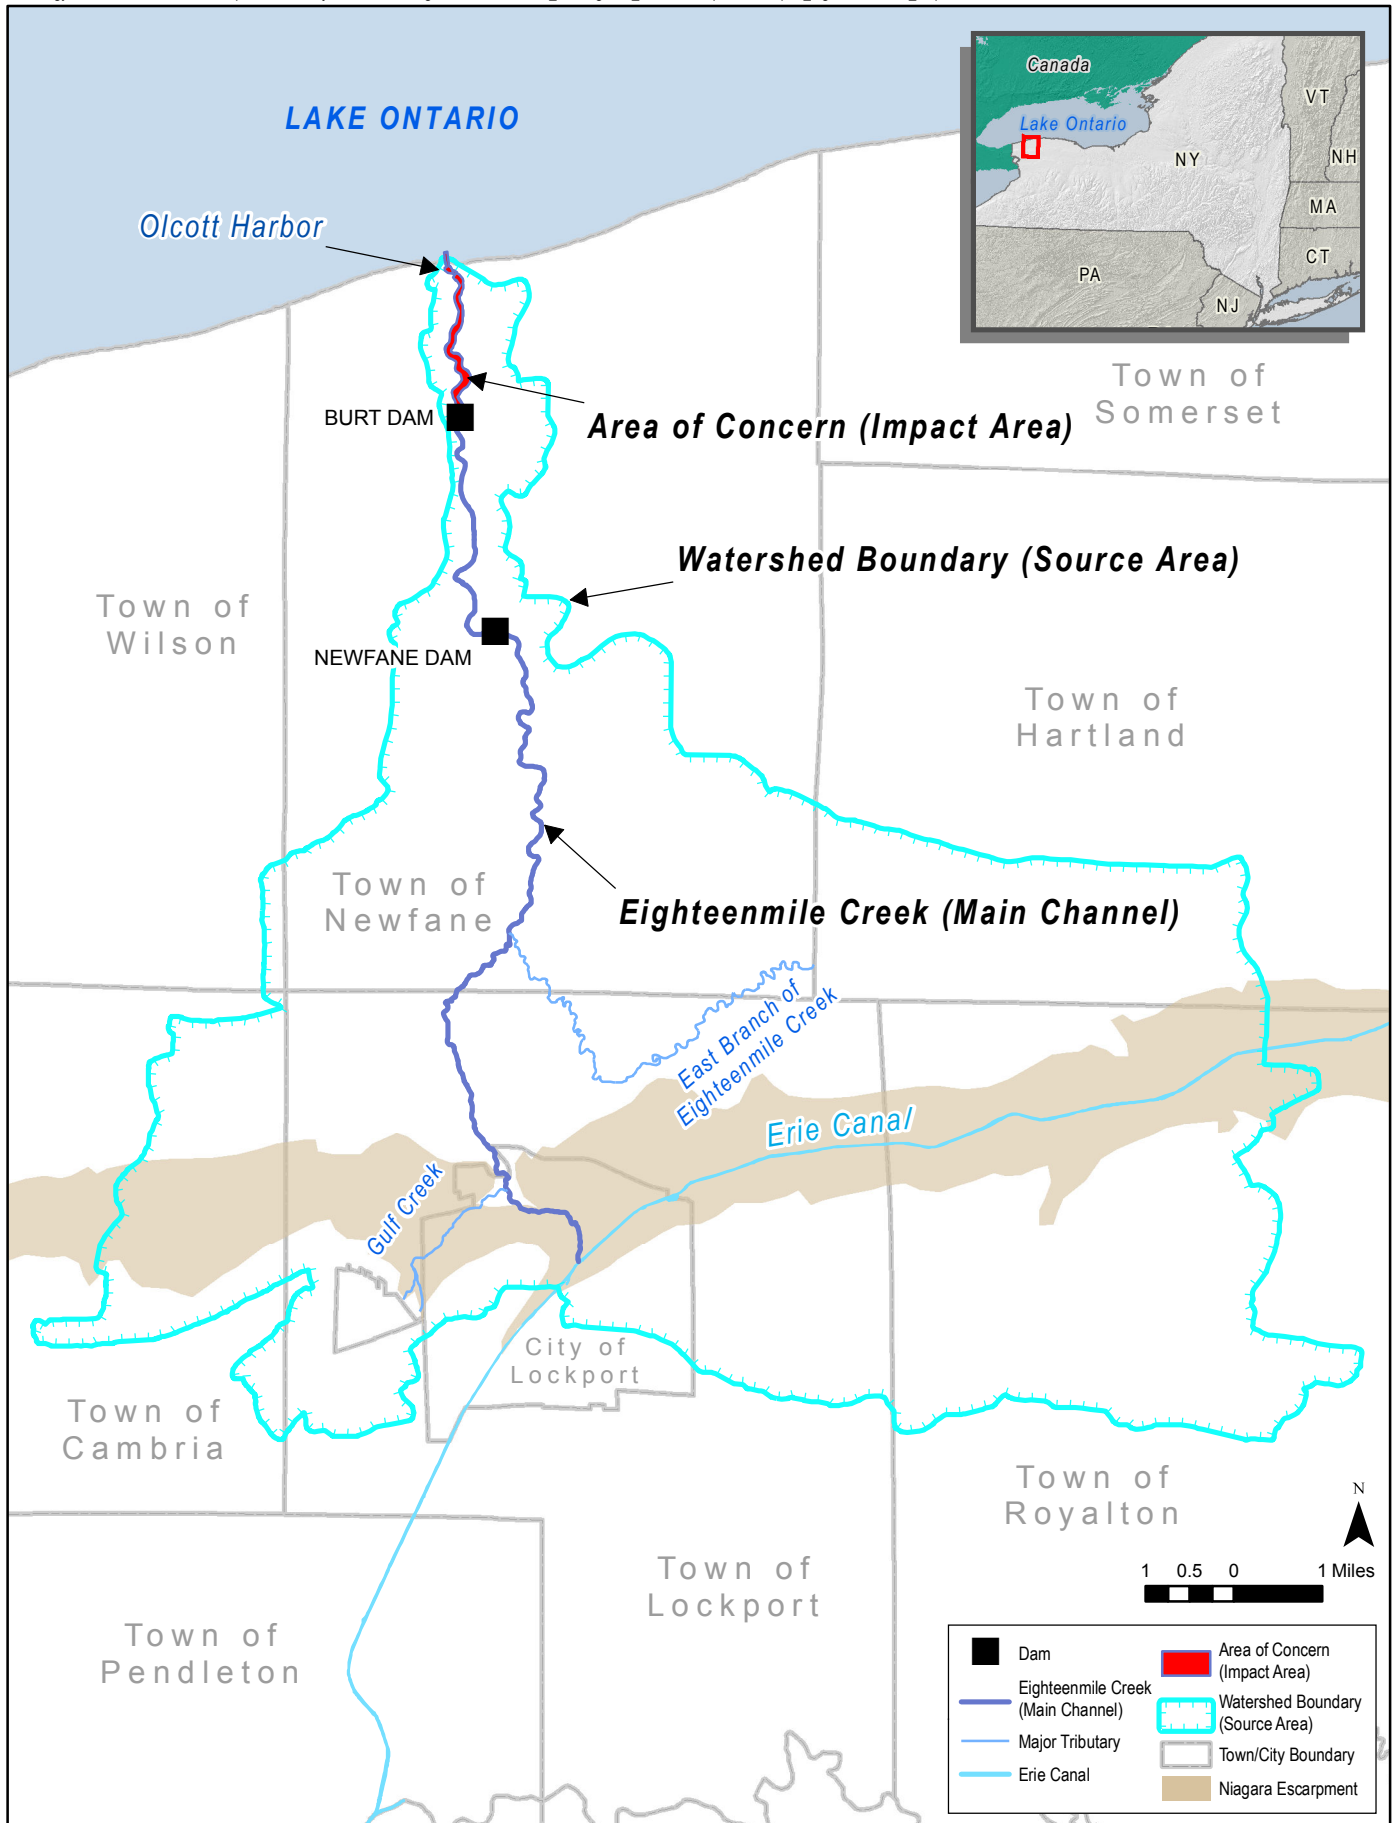 LAKE ONTARIO
Canada
Lake Ontario
VT
NH
NY
MA
CT
PA
NJ
Olcott Harbor
Town of
Somerset
BURT DAM
Area of Concern (Impact Area)
Watershed Boundary (Source Area)
Town of
Wilson
NEWFANE DAM
Town of
Hartland
Town of
Newfane
Eighteenmile Creek (Main Channel)
East Branch of
Eighteenmile Creek
Erie Canal
Gulf Creek
City of
Lockport
Town of
Cambria
Town of
Royalton
N
Town of
Lockport
1 0.5 0 1 Miles
Town of
Pendleton
Dam
Eighteenmile Creek
(Main Channel)
Major Tributary
Erie Canal
Area of Concern
(Impact Area)
Watershed Boundary
(Source Area)
Town/City Boundary
Niagara Escarpment